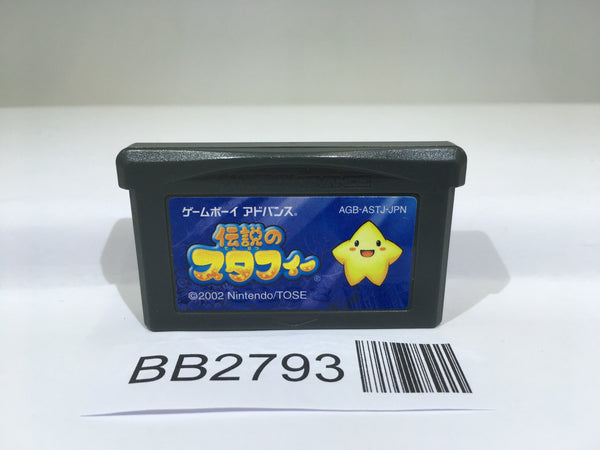 ゲームボーイ アドバンス®
AGB-ASTJ-JPN
伝説の
スタフィー®
©2002 Nintendo/TOSE
BB2793